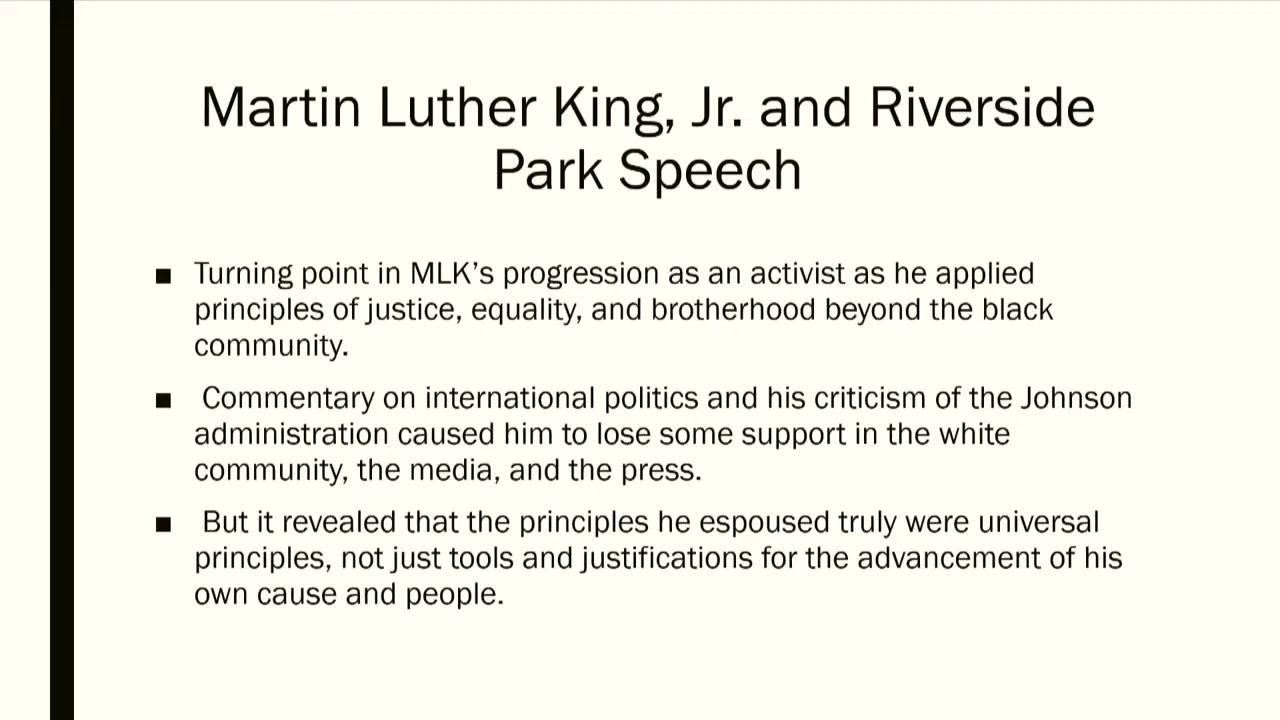 Martin Luther King, Jr. and Riverside
Park Speech
■ Turning point in MLK’s progression as an activist as he applied
principles of justice, equality, and brotherhood beyond the black
community.
■ Commentary on international politics and his criticism of the Johnson
administration caused him to lose some support in the white
community, the media, and the press.
■ But it revealed that the principles he espoused truly were universal
principles, not just tools and justifications for the advancement of his
own cause and people.